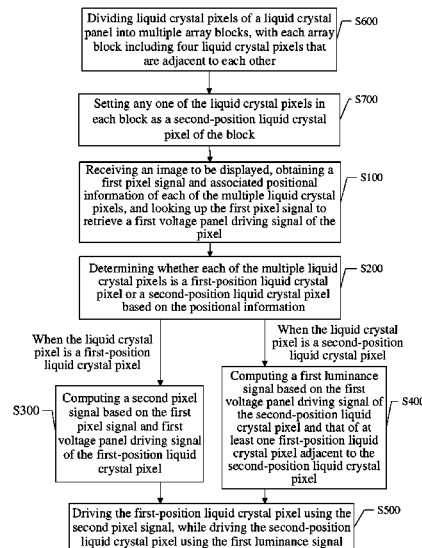 Dividing liquid crystal pixels of a liquid crystal
panel into multiple array blocks, with each array
block including four liquid crystal pixels that
are adjacent to each other
S600
Setting any one of the liquid crystal pixels in
each block as a second-position liquid crystal
pixel of the block
S700
Receiving an image to be displayed, obtaining a
first pixel signal and associated positional
information of each of the multiple liquid crystal
pixels, and looking up the first pixel signal to
retrieve a first voltage panel driving signal of the
pixel
S100
Determining whether each of the multiple liquid
crystal pixels is a first-position liquid crystal
pixel or a second-position liquid crystal pixel
based on the positional information
S200
When the liquid crystal
pixel is a first-position
liquid crystal pixel
When the liquid crystal
pixel is a second-position
liquid crystal pixel
S300
Computing a second pixel
signal based on the first
pixel signal and first
voltage panel driving signal
of the first-position liquid
crystal pixel
Computing a first luminance
signal based on the first
voltage panel driving signal of
the second-position liquid
crystal pixel and that of at
least one first-position liquid
crystal pixel adjacent to the
second-position liquid crystal
pixel
S400
Driving the first-position liquid crystal pixel using the
second pixel signal, while driving the second-position
liquid crystal pixel using the first luminance signal
S500